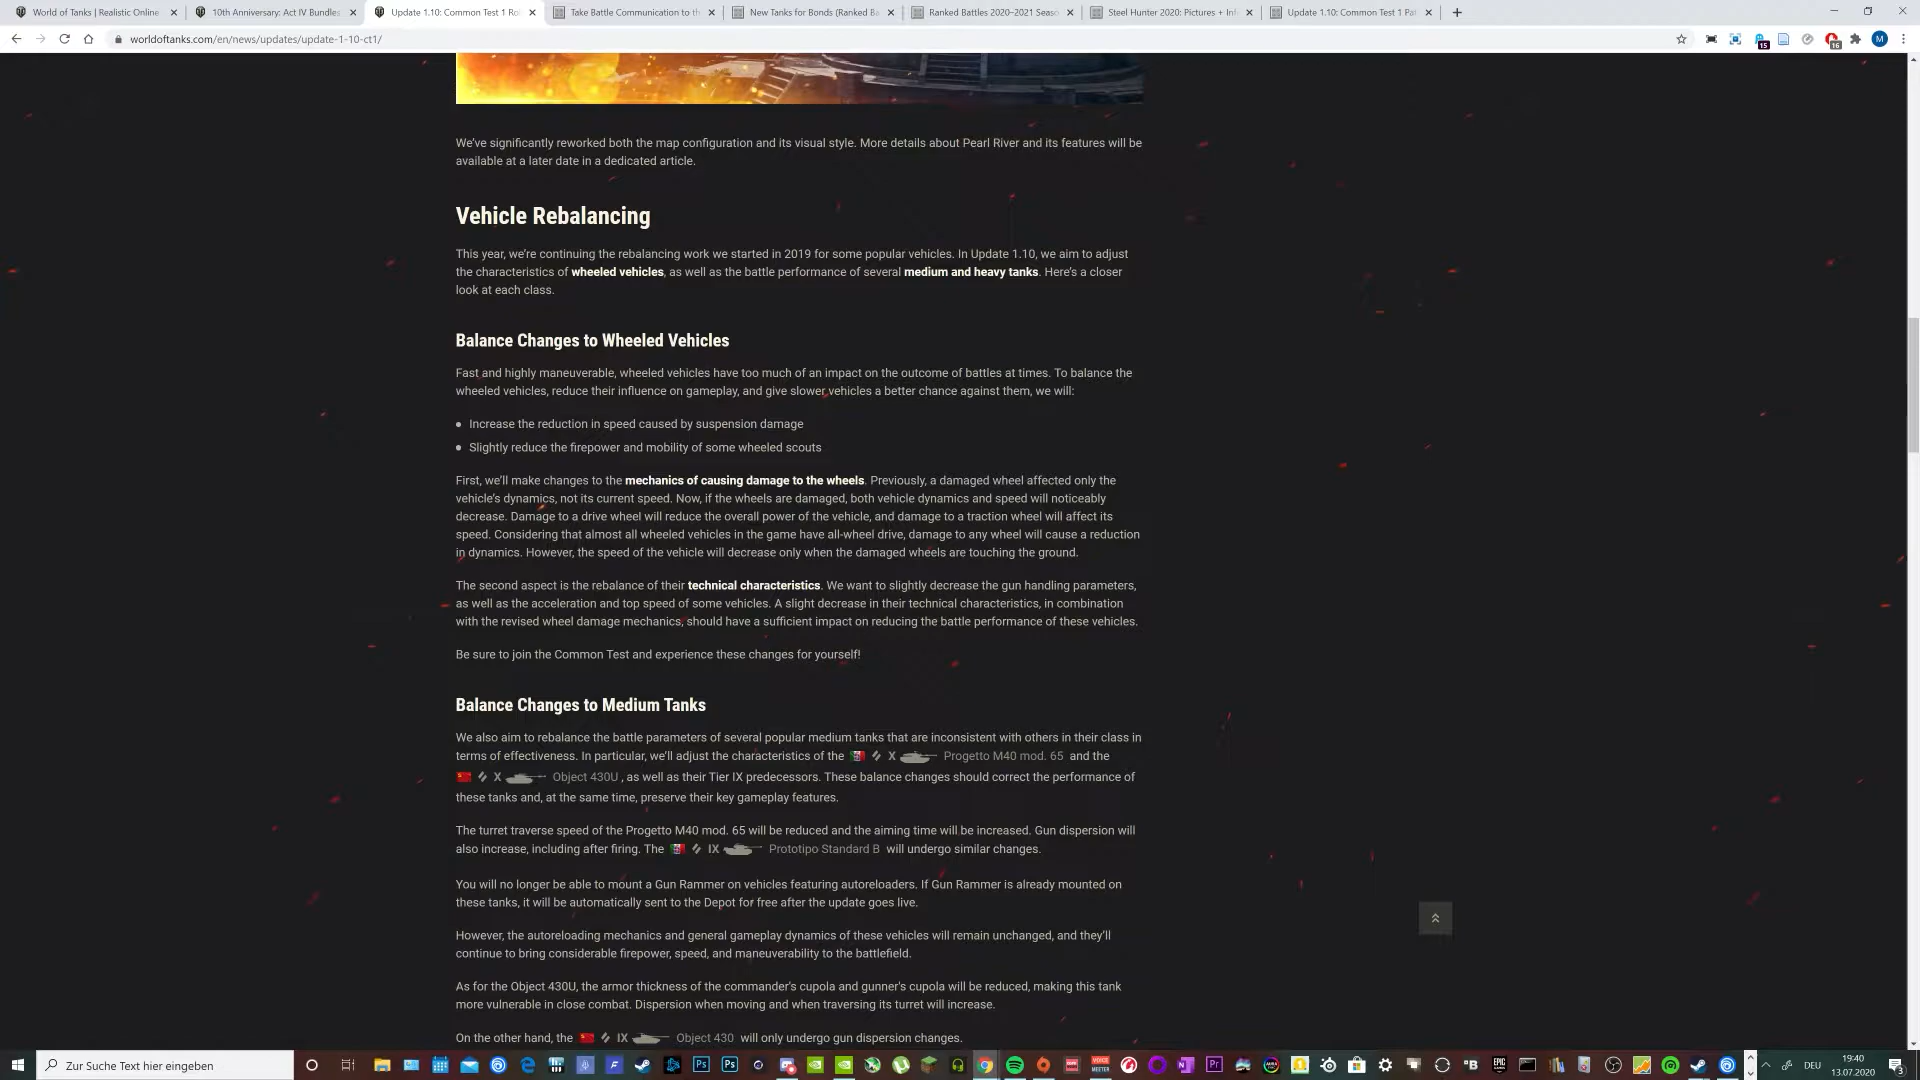 World of Tanks | Realistic Online
10th Anniversary: Act IV Bundles
Update 1.10: Common Test 1 Ro
Take Battle Communication to th
New Tanks for Bonds (Ranked Ba
Ranked Battles 2020–2021 Seaso
Steel Hunter 2020: Pictures + Inf
Update 1.10: Common Test 1 Pat
worldoftanks.com/en/news/updates/update-1-10-ct1/
15
16
M
We've significantly reworked both the map configuration and its visual style. More details about Pearl River and its features will be
available at a later date in a dedicated article.
Vehicle Rebalancing
This year, we're continuing the rebalancing work we started in 2019 for some popular vehicles. In Update 1.10, we aim to adjust
the characteristics of wheeled vehicles, as well as the battle performance of several medium and heavy tanks. Here's a closer
look at each class.
Balance Changes to Wheeled Vehicles
Fast and highly maneuverable, wheeled vehicles have too much of an impact on the outcome of battles at times. To balance the
wheeled vehicles, reduce their influence on gameplay, and give slower vehicles a better chance against them, we will:
Increase the reduction in speed caused by suspension damage
Slightly reduce the firepower and mobility of some wheeled scouts
First, we'll make changes to the mechanics of causing damage to the wheels. Previously, a damaged wheel affected only the
vehicle's dynamics, not its current speed. Now, if the wheels are damaged, both vehicle dynamics and speed will noticeably
decrease. Damage to a drive wheel will reduce the overall power of the vehicle, and damage to a traction wheel will affect its
speed. Considering that almost all wheeled vehicles in the game have all-wheel drive, damage to any wheel will cause a reduction
in dynamics. However, the speed of the vehicle will decrease only when the damaged wheels are touching the ground.
The second aspect is the rebalance of their technical characteristics. We want to slightly decrease the gun handling parameters,
as well as the acceleration and top speed of some vehicles. A slight decrease in their technical characteristics, in combination
with the revised wheel damage mechanics, should have a sufficient impact on reducing the battle performance of these vehicles.
Be sure to join the Common Test and experience these changes for yourself!
Balance Changes to Medium Tanks
We also aim to rebalance the battle parameters of several popular medium tanks that are inconsistent with others in their class in
terms of effectiveness. In particular, we'll adjust the characteristics of the X Progetto M40 mod. 65 and the
X Object 430U , as well as their Tier IX predecessors. These balance changes should correct the performance of
these tanks and, at the same time, preserve their key gameplay features.
The turret traverse speed of the Progetto M40 mod. 65 will be reduced and the aiming time will be increased. Gun dispersion will
also increase, including after firing. The IX Prototipo Standard B will undergo similar changes.
You will no longer be able to mount a Gun Rammer on vehicles featuring autoreloaders. If Gun Rammer is already mounted on
these tanks, it will be automatically sent to the Depot for free after the update goes live.
However, the autoreloading mechanics and general gameplay dynamics of these vehicles will remain unchanged, and they'll
continue to bring considerable firepower, speed, and maneuverability to the battlefield.
As for the Object 430U, the armor thickness of the commander's cupola and gunner's cupola will be reduced, making this tank
more vulnerable in close combat. Dispersion when moving and when traversing its turret will increase.
On the other hand, the IX Object 430 will only undergo gun dispersion changes.
Zur Suche Text hier eingeben
DEU
19:40
13.07.2020
3